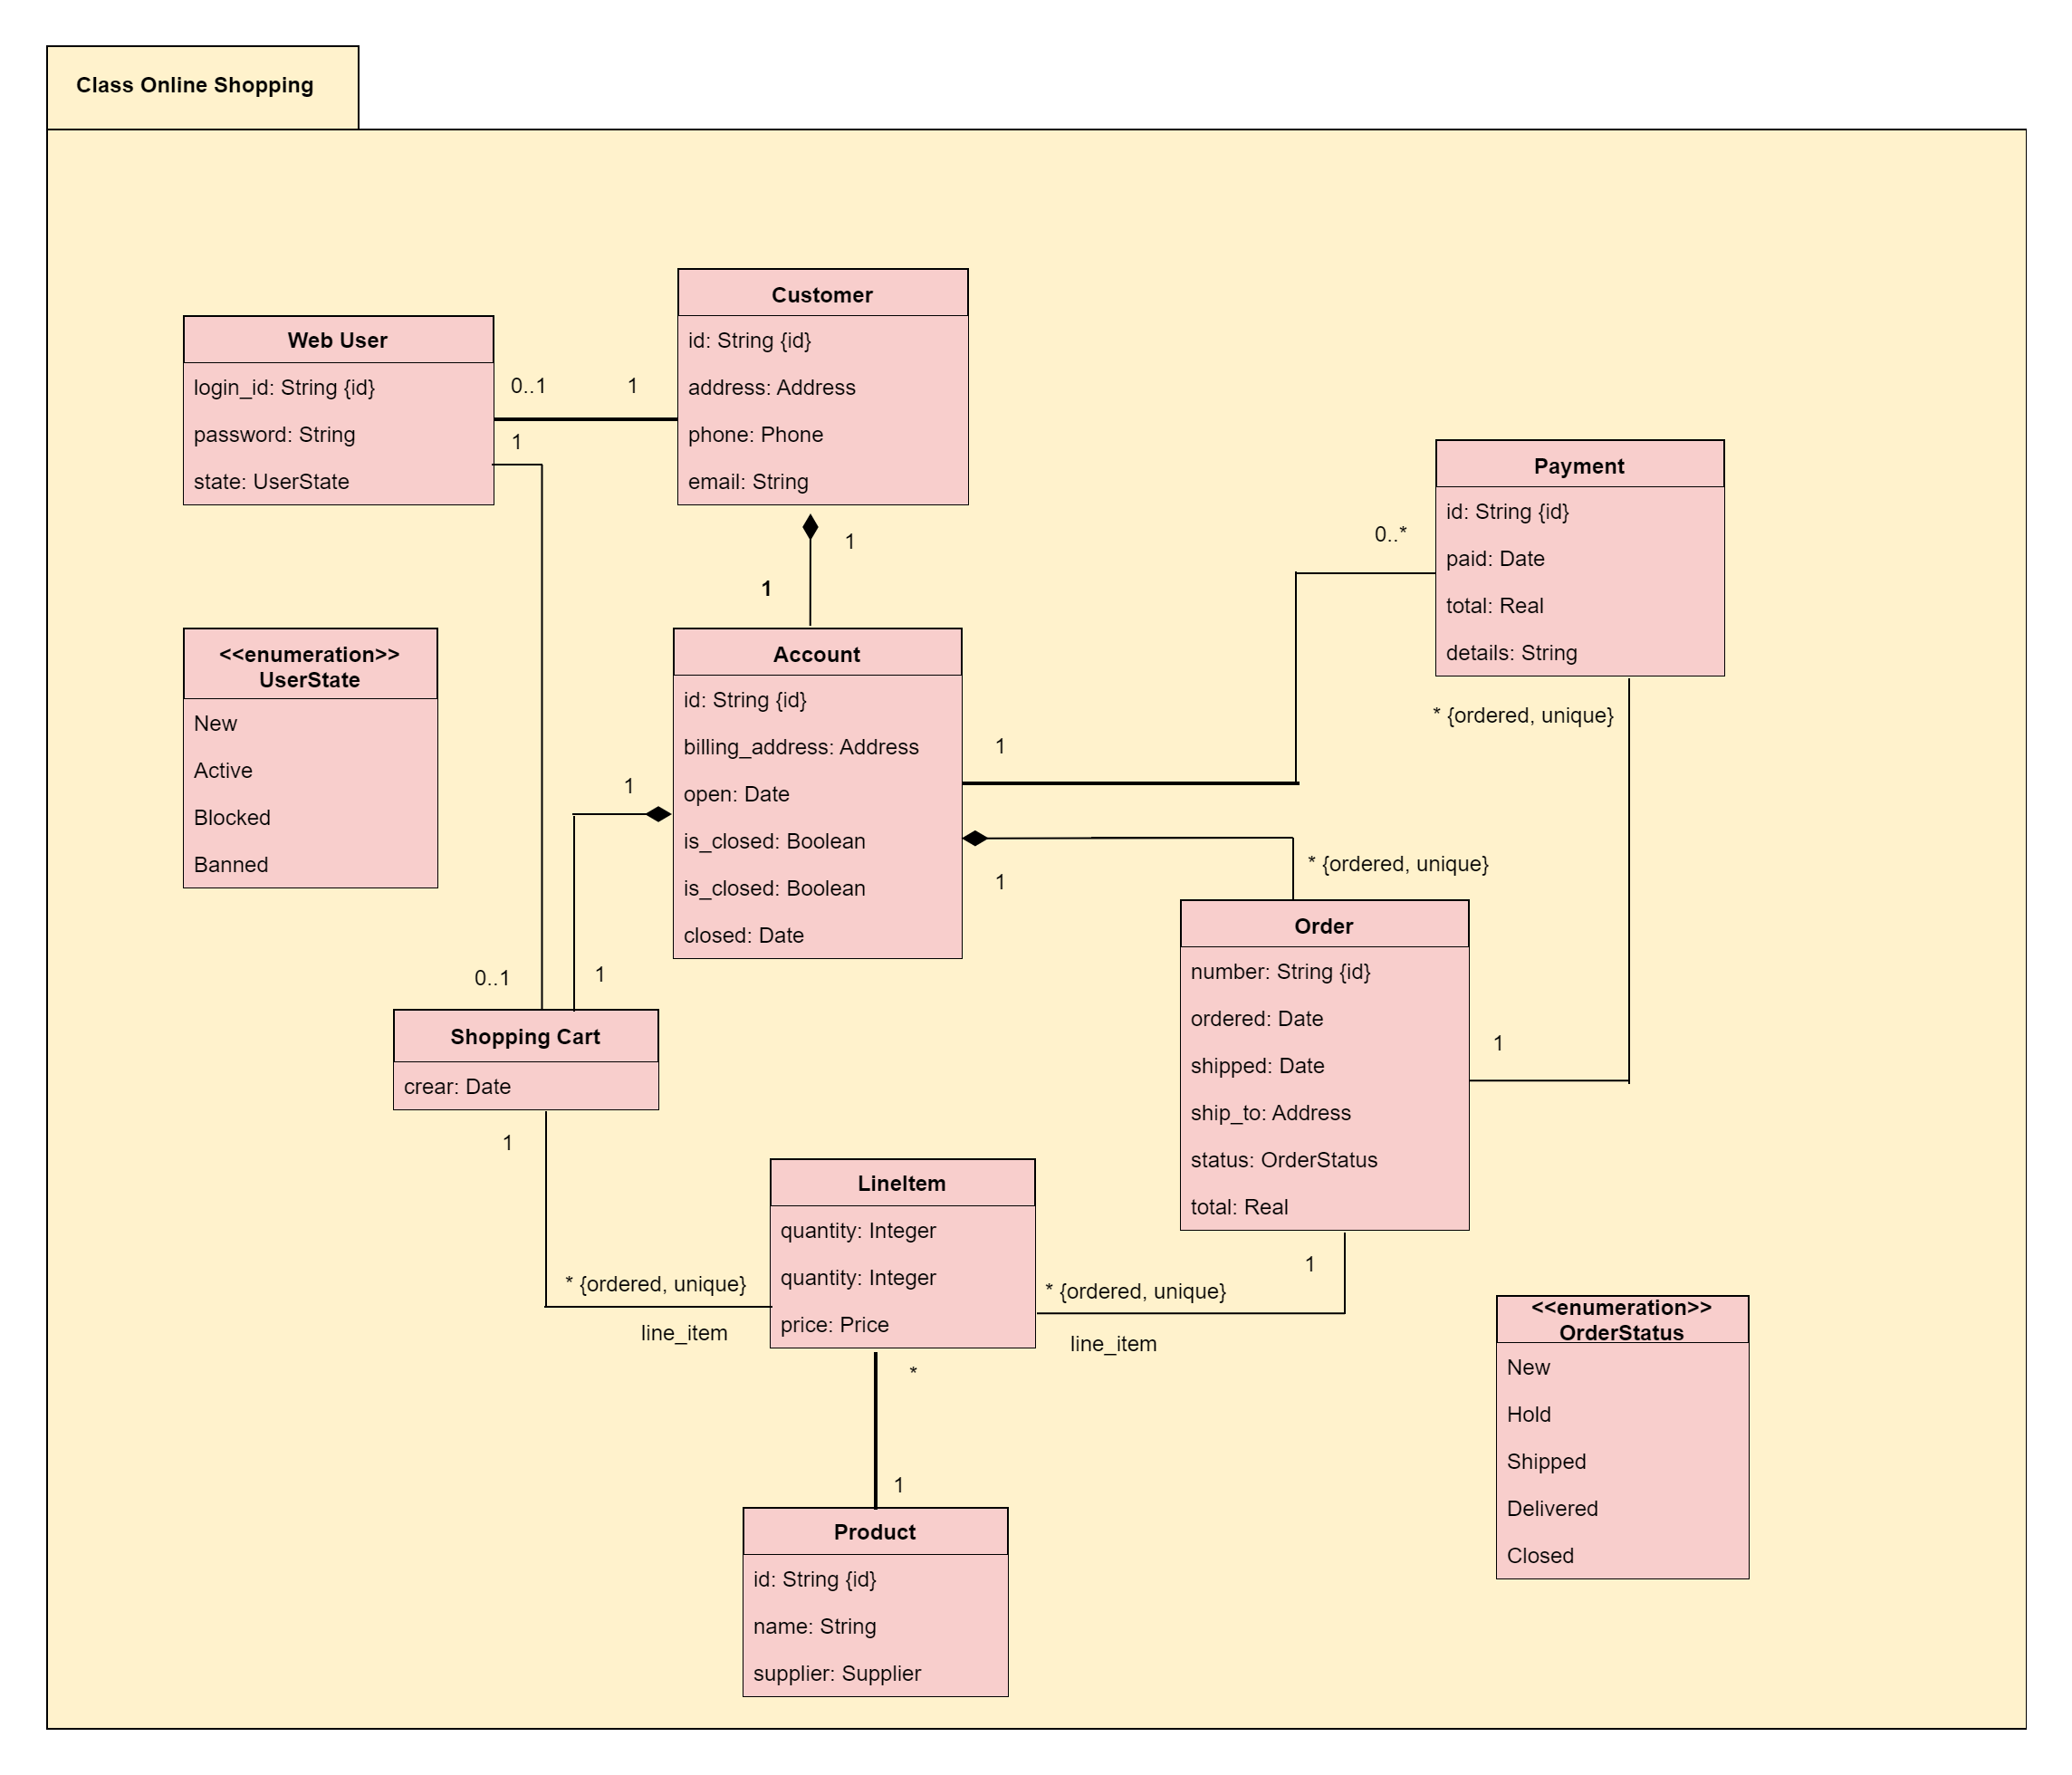 Class Online Shopping
Customer
id: String {id}
address: Address
phone: Phone
email: String
Web User
login_id: String {id}
password: String
state: UserState
0..1
1
1
1
1
Payment
id: String {id}
paid: Date
total: Real
details: String
0..*
* {ordered, unique}
<<enumeration>>
UserState
New
Active
Blocked
Banned
Account
id: String {id}
billing_address: Address
open: Date
is_closed: Boolean
is_closed: Boolean
closed: Date
1
1
1
* {ordered, unique}
0..1
1
Order
number: String {id}
ordered: Date
shipped: Date
ship_to: Address
status: OrderStatus
total: Real
1
Shopping Cart
crear: Date
1
LineItem
quantity: Integer
quantity: Integer
price: Price
* {ordered, unique}
line_item
1
* {ordered, unique}
line_item
*
1
<<enumeration>>
OrderStatus
New
Hold
Shipped
Delivered
Closed
Product
id: String {id}
name: String
supplier: Supplier